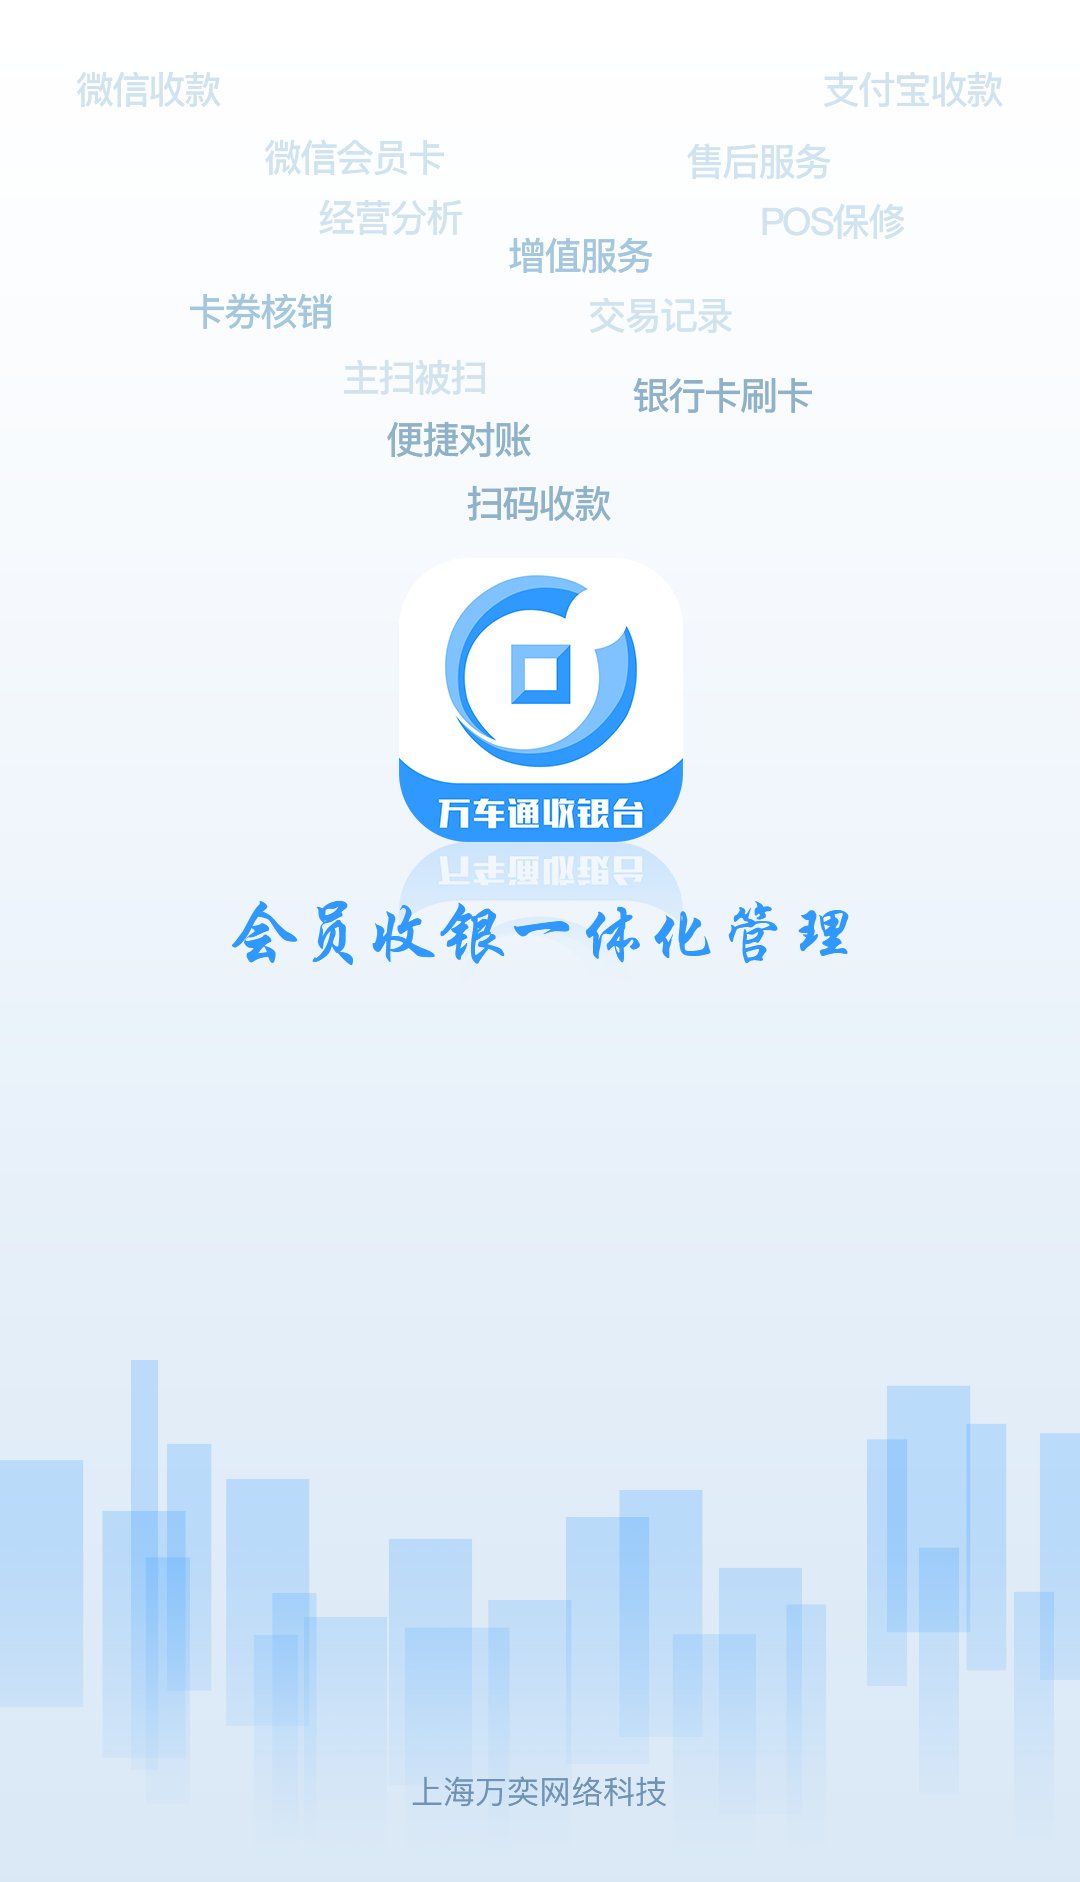 微信收款
支付宝收款
微信会员卡
售后服务
经营分析
POS保修
增值服务
卡券核销
交易记录
主扫被扫
银行卡刷卡
便捷对账
扫码收款
万车通收银台
会员收银一体化管理
上海万奕网络科技